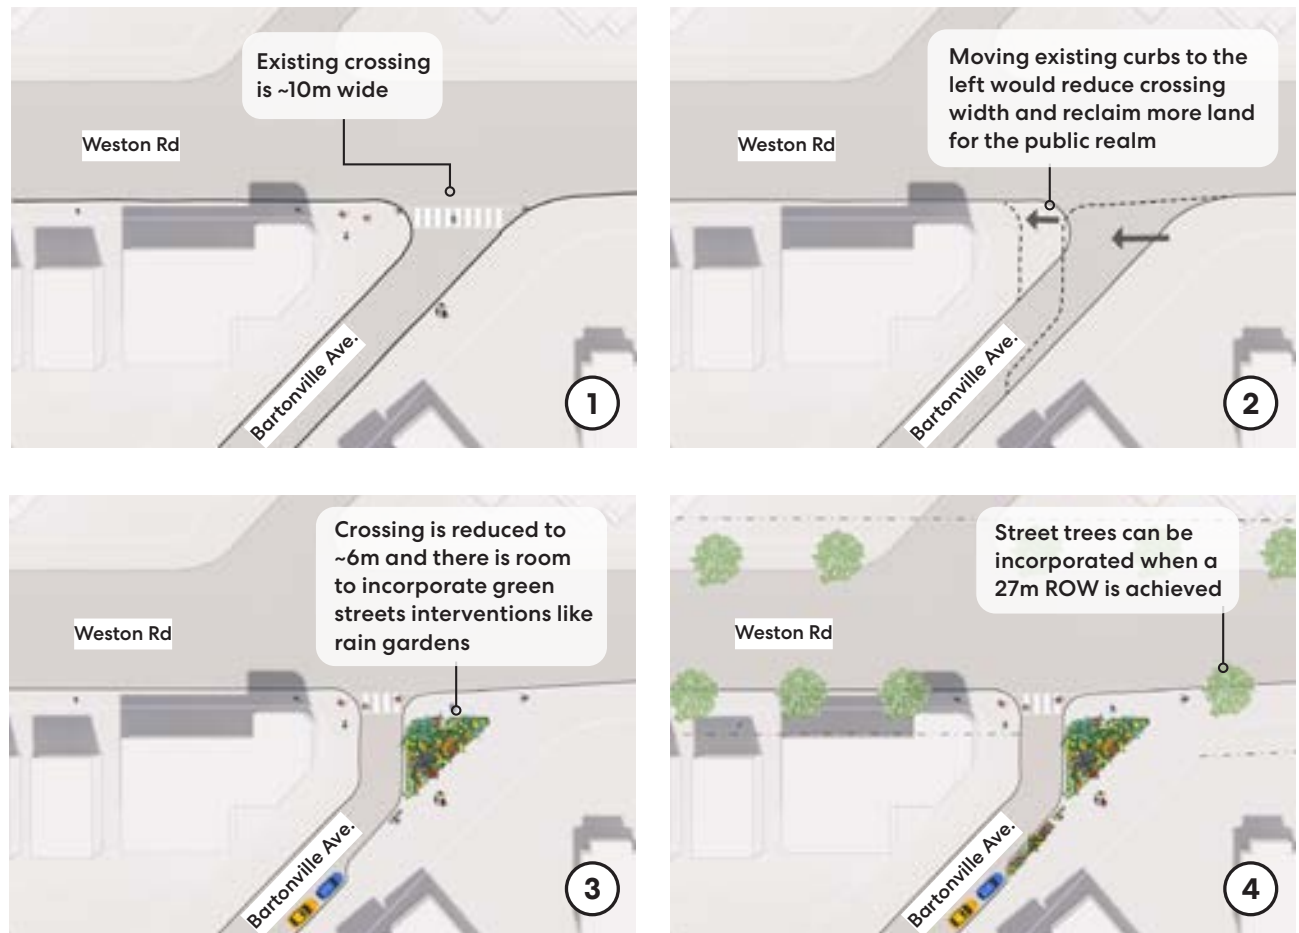 Existing crossing
is ~10m wide
Weston Rd
Bartonville Ave.
1
Moving existing curbs to the
left would reduce crossing
width and reclaim more land
for the public realm
Weston Rd
Bartonville Ave.
2
Crossing is reduced to
~6m and there is room
to incorporate green
streets interventions like
rain gardens
Weston Rd
Bartonville Ave.
3
Street trees can be
incorporated when a
27m ROW is achieved
Weston Rd
Bartonville Ave.
4